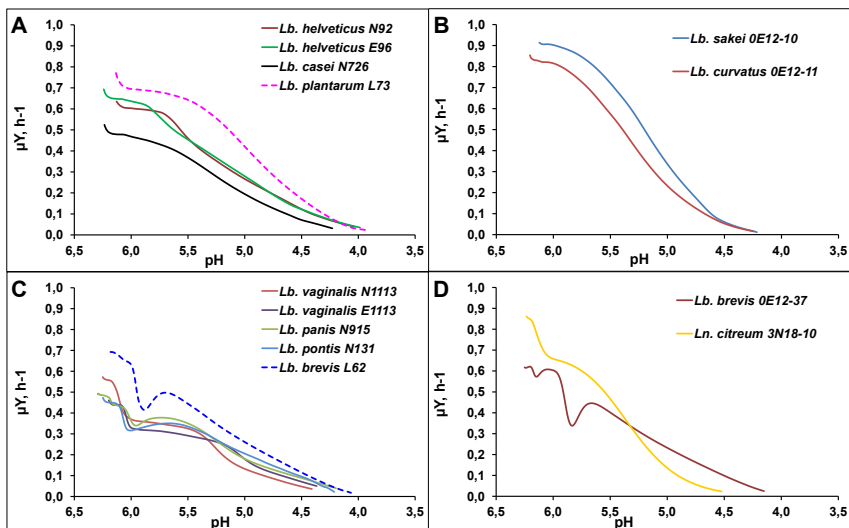 A
Lb. helveticus N92
Lb. helveticus E96
Lb. casei N726
Lb. plantarum L73
µY, h-1
1,0
0,9
0,8
0,7
0,6
0,5
0,4
0,3
0,2
0,1
0,0
6,5 6,0 5,5 5,0 4,5 4,0 3,5
pH
B
Lb. sakei 0E12-10
Lb. curvatus 0E12-11
µY, h-1
1,0
0,9
0,8
0,7
0,6
0,5
0,4
0,3
0,2
0,1
0,0
6,5 6,0 5,5 5,0 4,5 4,0 3,5
pH
C
Lb. vaginalis N1113
Lb. vaginalis E1113
Lb. panis N915
Lb. pontis N131
Lb. brevis L62
µY, h-1
1,0
0,9
0,8
0,7
0,6
0,5
0,4
0,3
0,2
0,1
0,0
6,5 6,0 5,5 5,0 4,5 4,0 3,5
pH
D
Lb. brevis 0E12-37
Ln. citreum 3N18-10
µY, h-1
1,0
0,9
0,8
0,7
0,6
0,5
0,4
0,3
0,2
0,1
0,0
6,5 6,0 5,5 5,0 4,5 4,0 3,5
pH